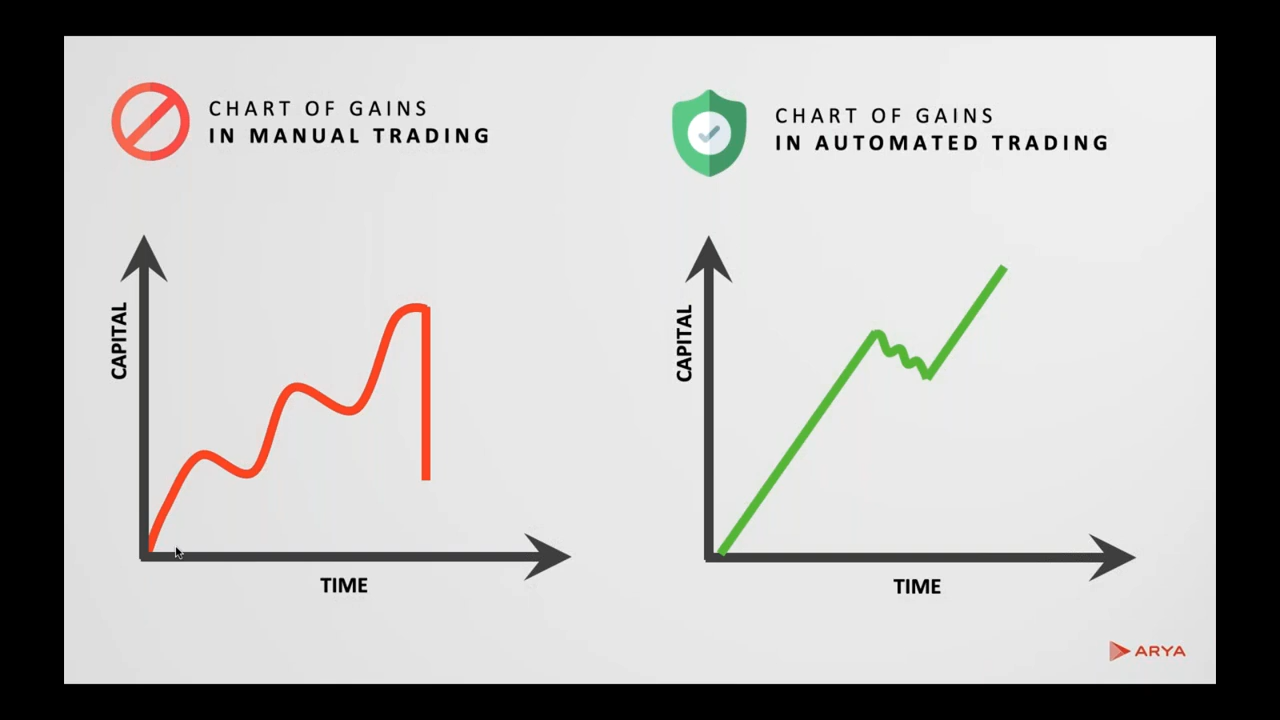 CHART OF GAINS
IN MANUAL TRADING
CAPITAL
TIME
CHART OF GAINS
IN AUTOMATED TRADING
CAPITAL
TIME
ARYA